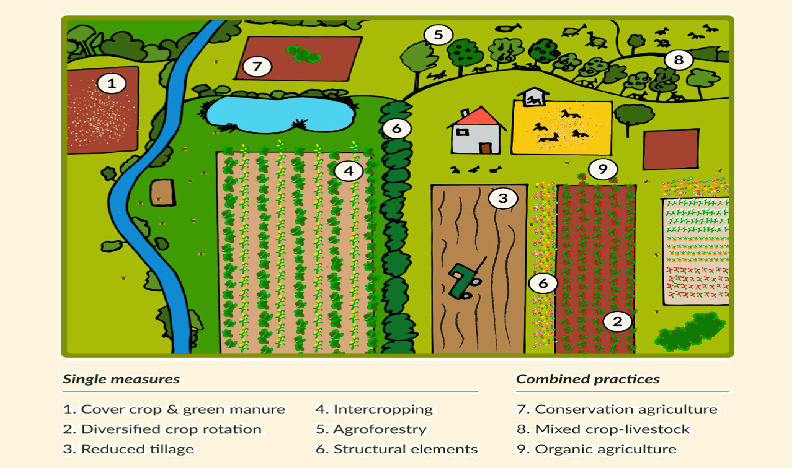 1
7
5
8
6
4
3
9
6
2
Single measures
Combined practices
1. Cover crop & green manure
4. Intercropping
7. Conservation agriculture
2. Diversified crop rotation
5. Agroforestry
8. Mixed crop-livestock
3. Reduced tillage
6. Structural elements
9. Organic agriculture